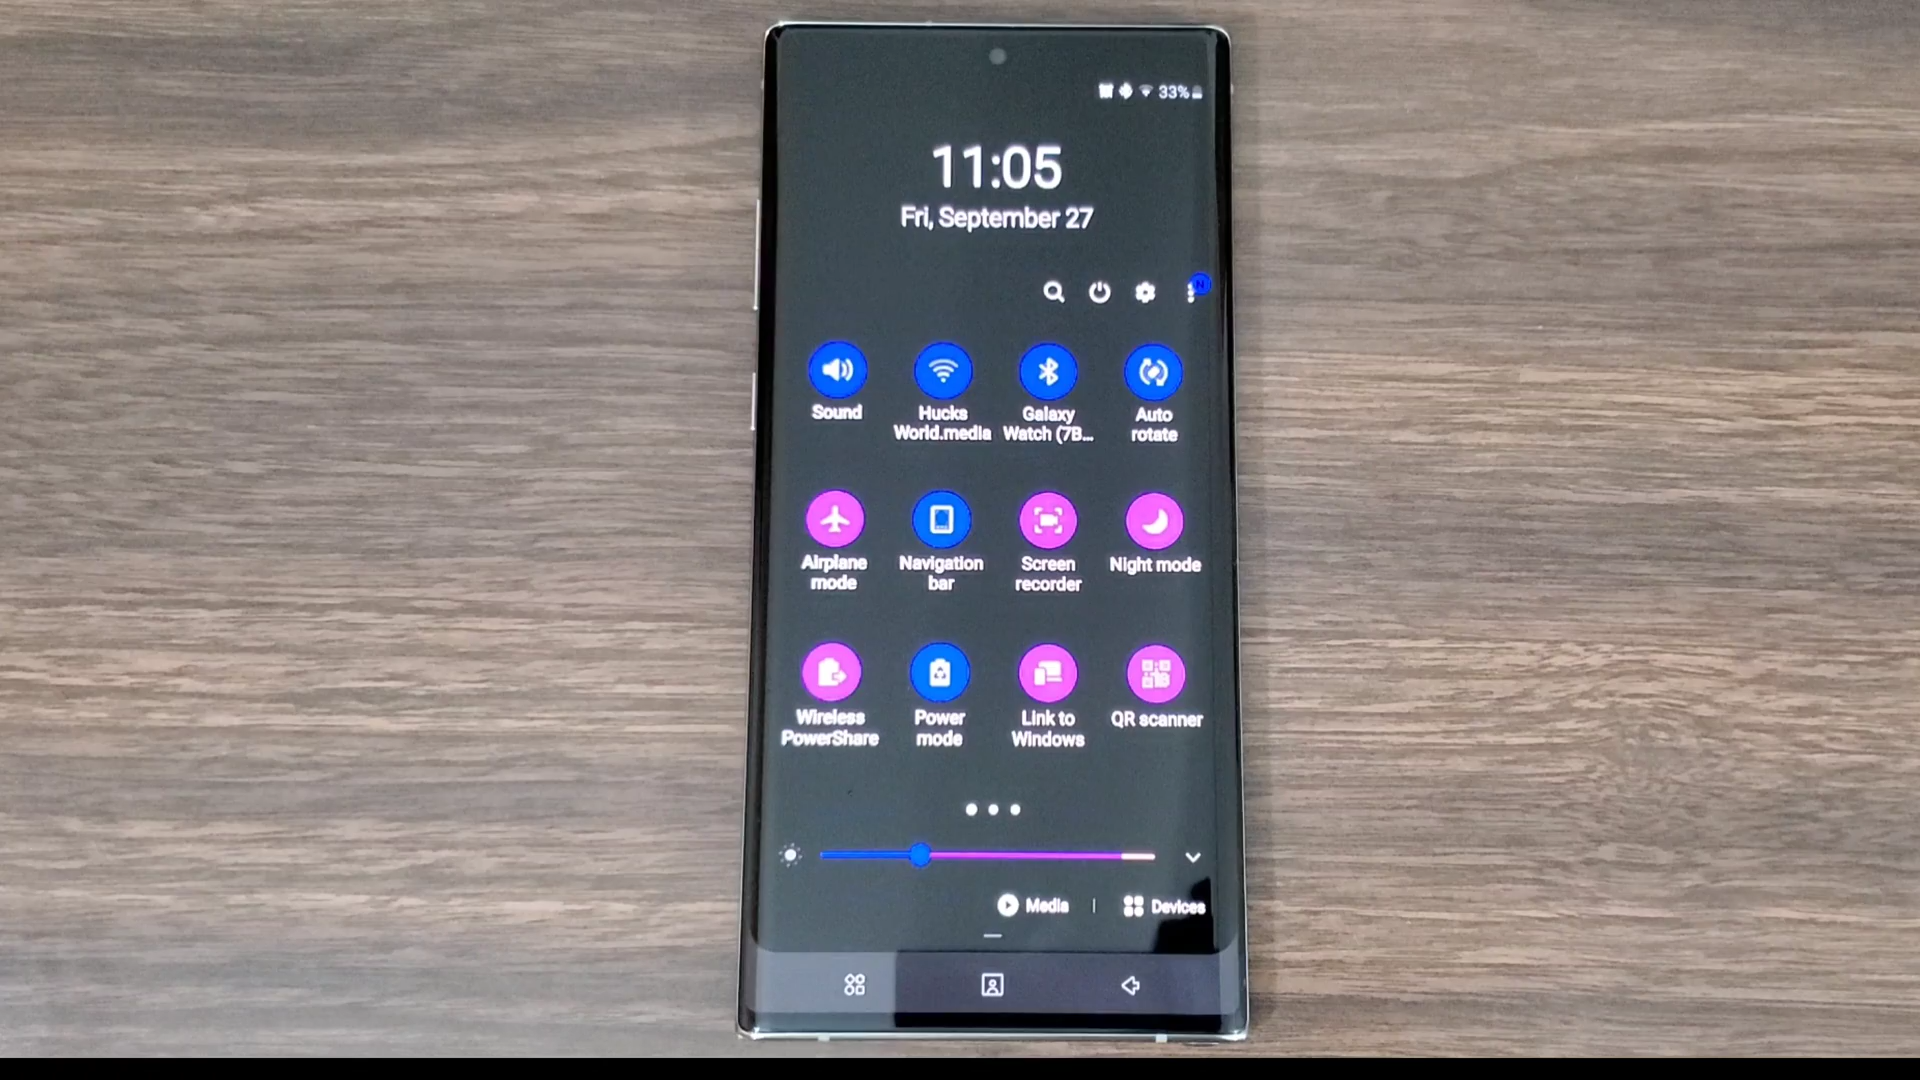 33%
11:05
Fri, September 27
N
Sound
Hucks
World.media
Galaxy
Watch (7B...
Auto
rotate
Airplane
mode
Navigation
bar
Screen
recorder
Night mode
Wireless
PowerShare
Power
mode
Link to
Windows
QR scanner
Media | Devices